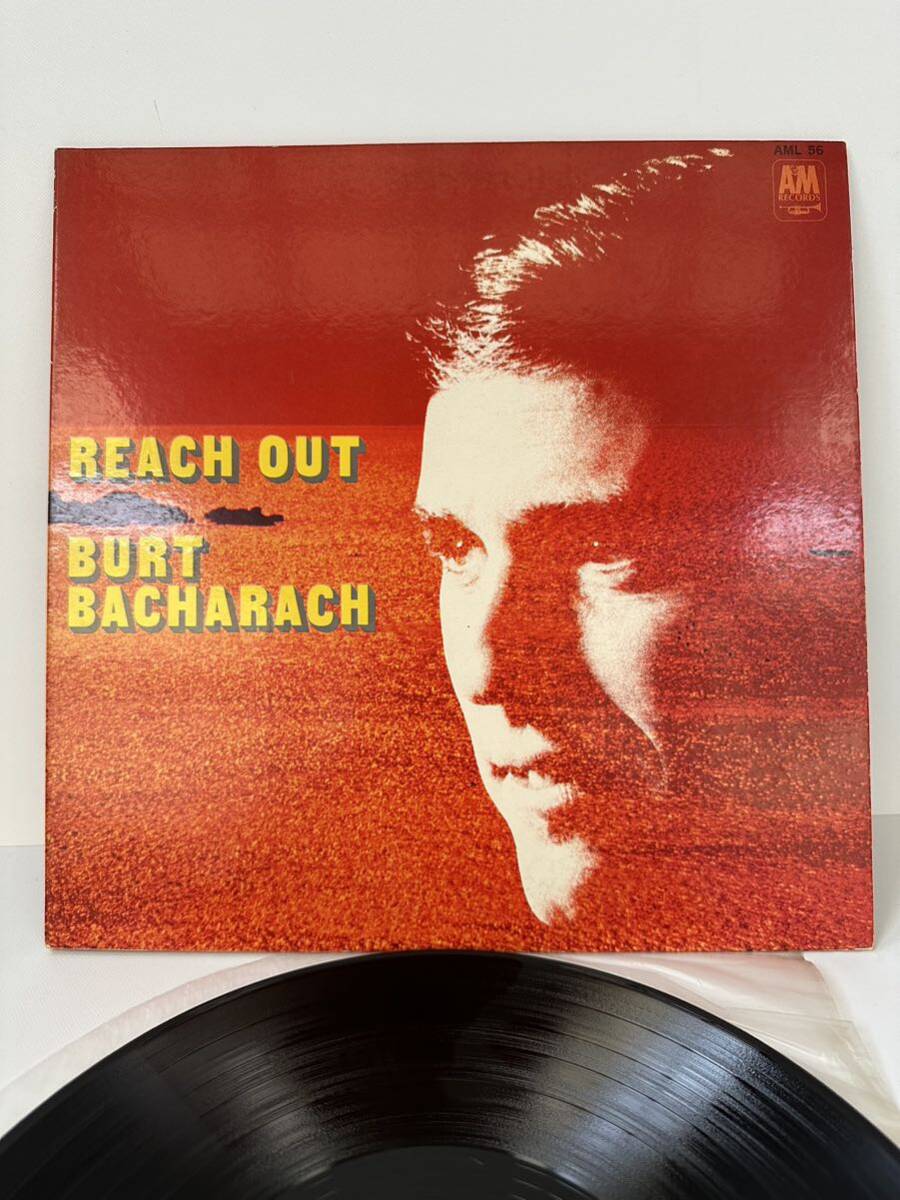 AML 56
A&M
RECORDS
REACH OUT
BURT
BACHARACH